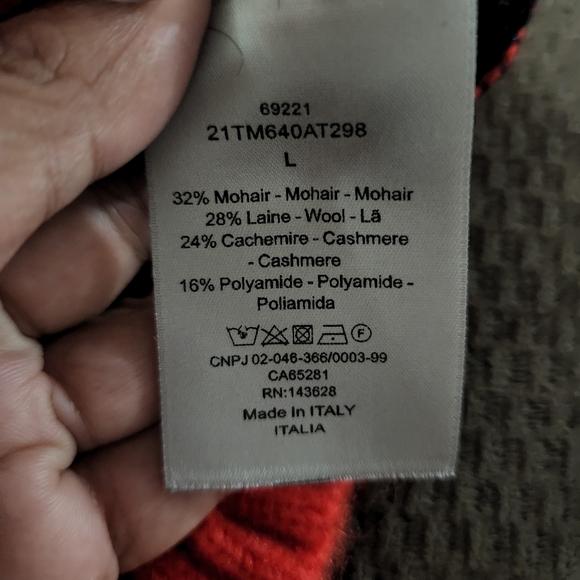 69221
21TM640AT298
L
32% Mohair - Mohair - Mohair
28% Laine - Wool - Lã
24% Cachemire - Cashmere
- Cashmere
16% Polyamide - Polyamide -
Poliamida
F
CNPJ 02-046-366/0003-99
CA65281
RN:143628
Made In ITALY
ITALIA